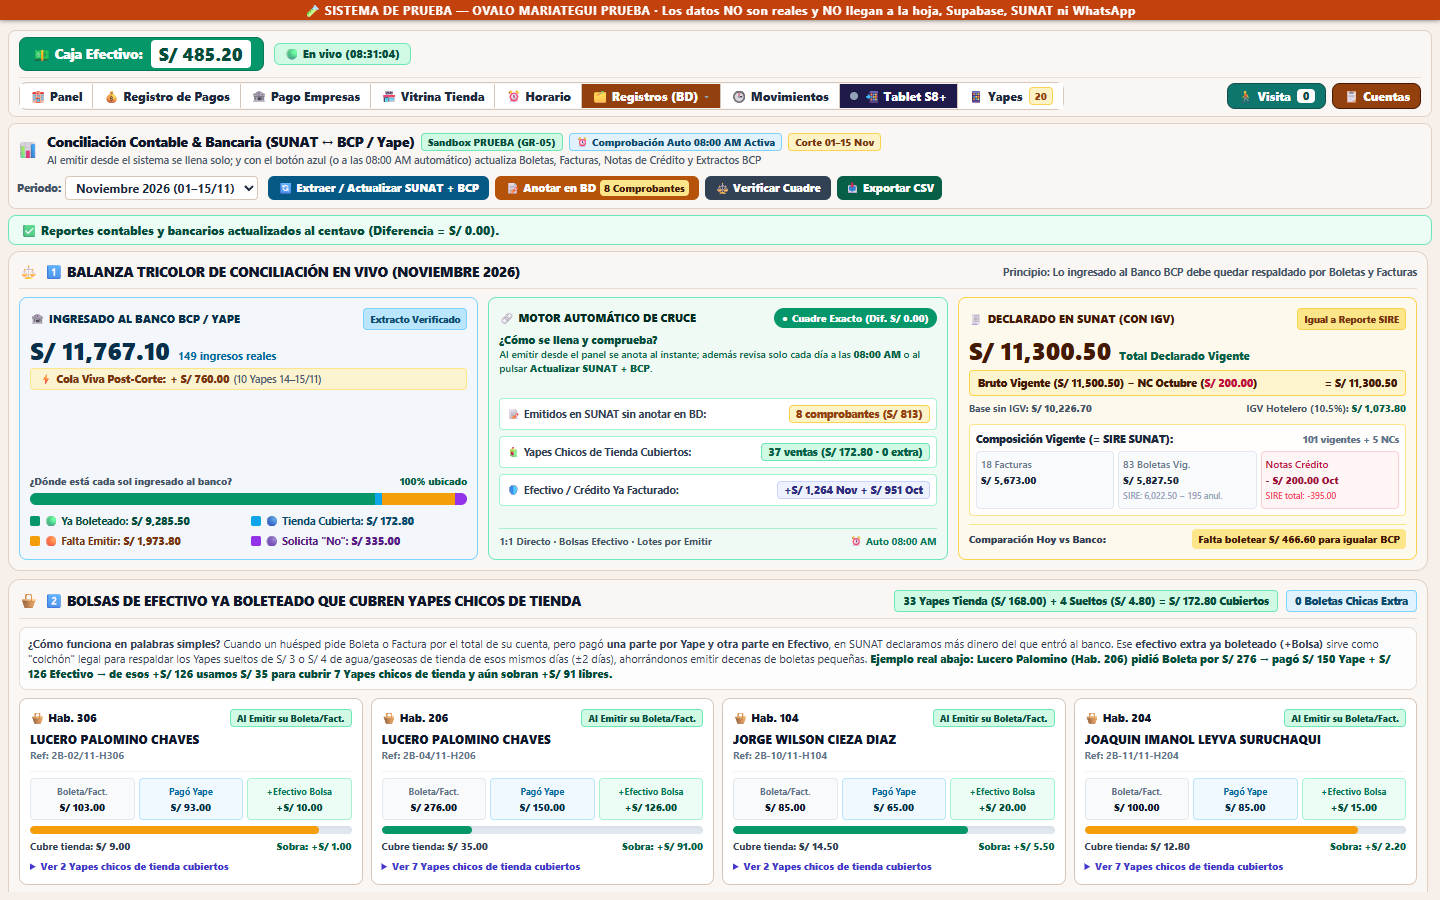 SISTEMA DE PRUEBA — OVALO MARIATEGUI PRUEBA · Los datos NO son reales y NO llegan a la hoja, Supabase, SUNAT ni WhatsApp
Caja Efectivo: S/ 485.20
En vivo (08:31:04)
Panel
Registro de Pagos
Pago Empresas
Vitrina Tienda
Horario
Registros (BD)
Movimientos
Tablet S8+
Yapes 20
Visita 0
Cuentas
Conciliación Contable & Bancaria (SUNAT ↔ BCP / Yape)
Sandbox PRUEBA (GR-05)
Comprobación Auto 08:00 AM Activa
Corte 01–15 Nov
Al emitir desde el sistema se llena solo; y con el botón azul (o a las 08:00 AM automático) actualiza Boletas, Facturas, Notas de Crédito y Extractos BCP
Periodo: Noviembre 2026 (01–15/11)
Extraer / Actualizar SUNAT + BCP
Anotar en BD 8 Comprobantes
Verificar Cuadre
Exportar CSV
Reportes contables y bancarios actualizados al centavo (Diferencia = S/ 0.00).
1 BALANZA TRICOLOR DE CONCILIACIÓN EN VIVO (NOVIEMBRE 2026)
Principio: Lo ingresado al Banco BCP debe quedar respaldado por Boletas y Facturas
INGRESADO AL BANCO BCP / YAPE
Extracto Verificado
S/ 11,767.10 149 ingresos reales
Cola Viva Post-Corte: + S/ 760.00 (10 Yapes 14–15/11)
¿Dónde está cada sol ingresado al banco?
100% ubicado
Ya Boleteado: S/ 9,285.50
Tienda Cubierta: S/ 172.80
Falta Emitir: S/ 1,973.80
Solicita "No": S/ 335.00
MOTOR AUTOMÁTICO DE CRUCE
● Cuadre Exacto (Dif. S/ 0.00)
¿Cómo se llena y comprueba?
Al emitir desde el panel se anota al instante; además revisa solo cada día a las 08:00 AM o al
pulsar Actualizar SUNAT + BCP.
Emitidos en SUNAT sin anotar en BD:
8 comprobantes (S/ 813)
Yapes Chicos de Tienda Cubiertos:
37 ventas (S/ 172.80 · 0 extra)
Efectivo / Crédito Ya Facturado:
+S/ 1,264 Nov + S/ 951 Oct
1:1 Directo · Bolsas Efectivo · Lotes por Emitir
Auto 08:00 AM
DECLARADO EN SUNAT (CON IGV)
Igual a Reporte SIRE
S/ 11,300.50 Total Declarado Vigente
Bruto Vigente (S/ 11,500.50) − NC Octubre (S/ 200.00)
= S/ 11,300.50
Base sin IGV: S/ 10,226.70
IGV Hotelero (10.5%): S/ 1,073.80
Composición Vigente (= SIRE SUNAT):
101 vigentes + 5 NCs
18 Facturas
S/ 5,673.00
83 Boletas Vig.
S/ 5,827.50
SIRE: 6,022.50 − 195 anul.
Notas Crédito
- S/ 200.00 Oct
SIRE total: -395.00
Comparación Hoy vs Banco:
Falta boletear S/ 466.60 para igualar BCP
2 BOLSAS DE EFECTIVO YA BOLETEADO QUE CUBREN YAPES CHICOS DE TIENDA
33 Yapes Tienda (S/ 168.00) + 4 Sueltos (S/ 4.80) = S/ 172.80 Cubiertos
0 Boletas Chicas Extra
¿Cómo funciona en palabras simples? Cuando un huésped pide Boleta o Factura por el total de su cuenta, pero pagó una parte por Yape y otra parte en Efectivo, en SUNAT declaramos más dinero del que entró al banco. Ese efectivo extra ya boleteado (+Bolsa) sirve como
"colchón" legal para respaldar los Yapes sueltos de S/ 3 o S/ 4 de agua/gaseosas de tienda de esos mismos días (±2 días), ahorrándonos emitir decenas de boletas pequeñas. Ejemplo real abajo: Lucero Palomino (Hab. 206) pidió Boleta por S/ 276 → pagó S/ 150 Yape + S/
126 Efectivo → de esos +S/ 126 usamos S/ 35 para cubrir 7 Yapes chicos de tienda y aún sobran +S/ 91 libres.
Hab. 306
Al Emitir su Boleta/Fact.
LUCERO PALOMINO CHAVES
Ref: 2B-02/11-H306
Boleta/Fact.
S/ 103.00
Pagó Yape
S/ 93.00
+Efectivo Bolsa
+S/ 10.00
Cubre tienda: S/ 9.00
Sobra: +S/ 1.00
▶ Ver 2 Yapes chicos de tienda cubiertos
Hab. 206
Al Emitir su Boleta/Fact.
LUCERO PALOMINO CHAVES
Ref: 2B-04/11-H206
Boleta/Fact.
S/ 276.00
Pagó Yape
S/ 150.00
+Efectivo Bolsa
+S/ 126.00
Cubre tienda: S/ 35.00
Sobra: +S/ 91.00
▶ Ver 7 Yapes chicos de tienda cubiertos
Hab. 104
Al Emitir su Boleta/Fact.
JORGE WILSON CIEZA DIAZ
Ref: 2B-10/11-H104
Boleta/Fact.
S/ 85.00
Pagó Yape
S/ 65.00
+Efectivo Bolsa
+S/ 20.00
Cubre tienda: S/ 14.50
Sobra: +S/ 5.50
▶ Ver 2 Yapes chicos de tienda cubiertos
Hab. 204
Al Emitir su Boleta/Fact.
JOAQUIN IMANOL LEYVA SURUCHAQUI
Ref: 2B-11/11-H204
Boleta/Fact.
S/ 100.00
Pagó Yape
S/ 85.00
+Efectivo Bolsa
+S/ 15.00
Cubre tienda: S/ 12.80
Sobra: +S/ 2.20
▶ Ver 7 Yapes chicos de tienda cubiertos